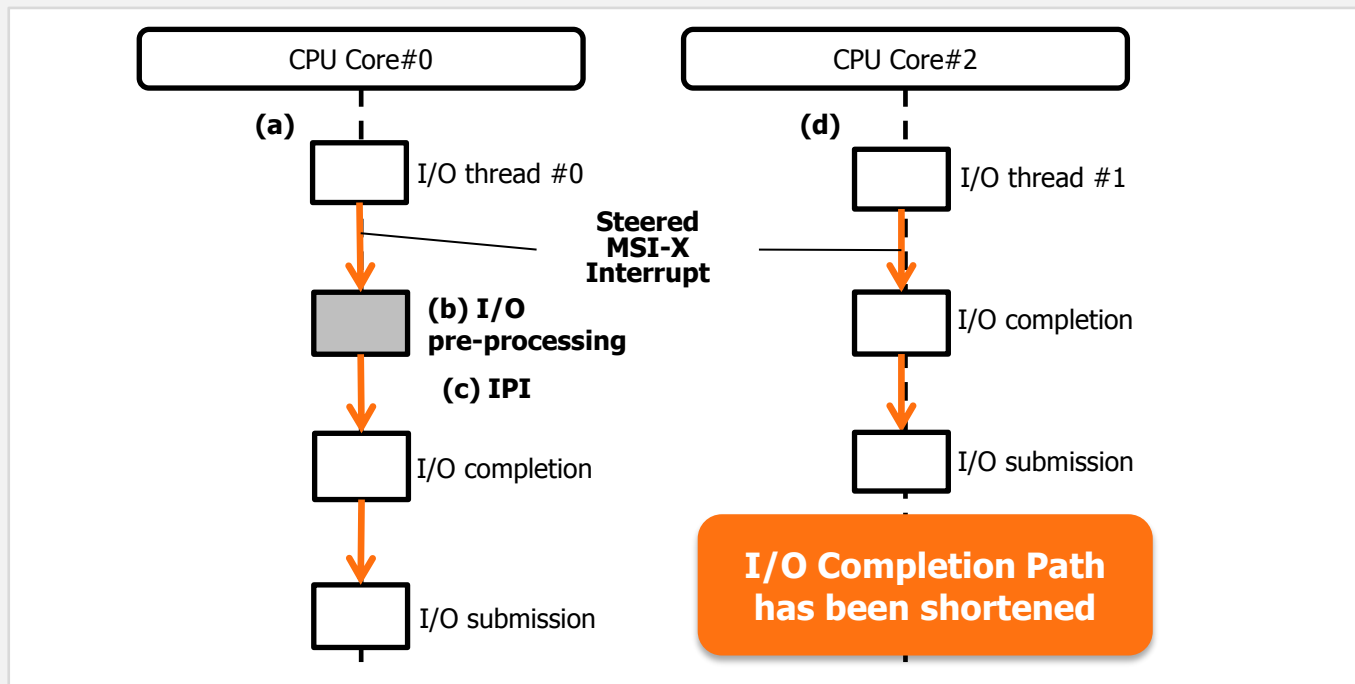 CPU Core#0
CPU Core#2
(a)
(d)
I/O thread #0
I/O thread #1
Steered
MSI-X
Interrupt
(b) I/O
pre-processing
I/O completion
(c) IPI
I/O completion
I/O submission
I/O submission
I/O Completion Path
has been shortened